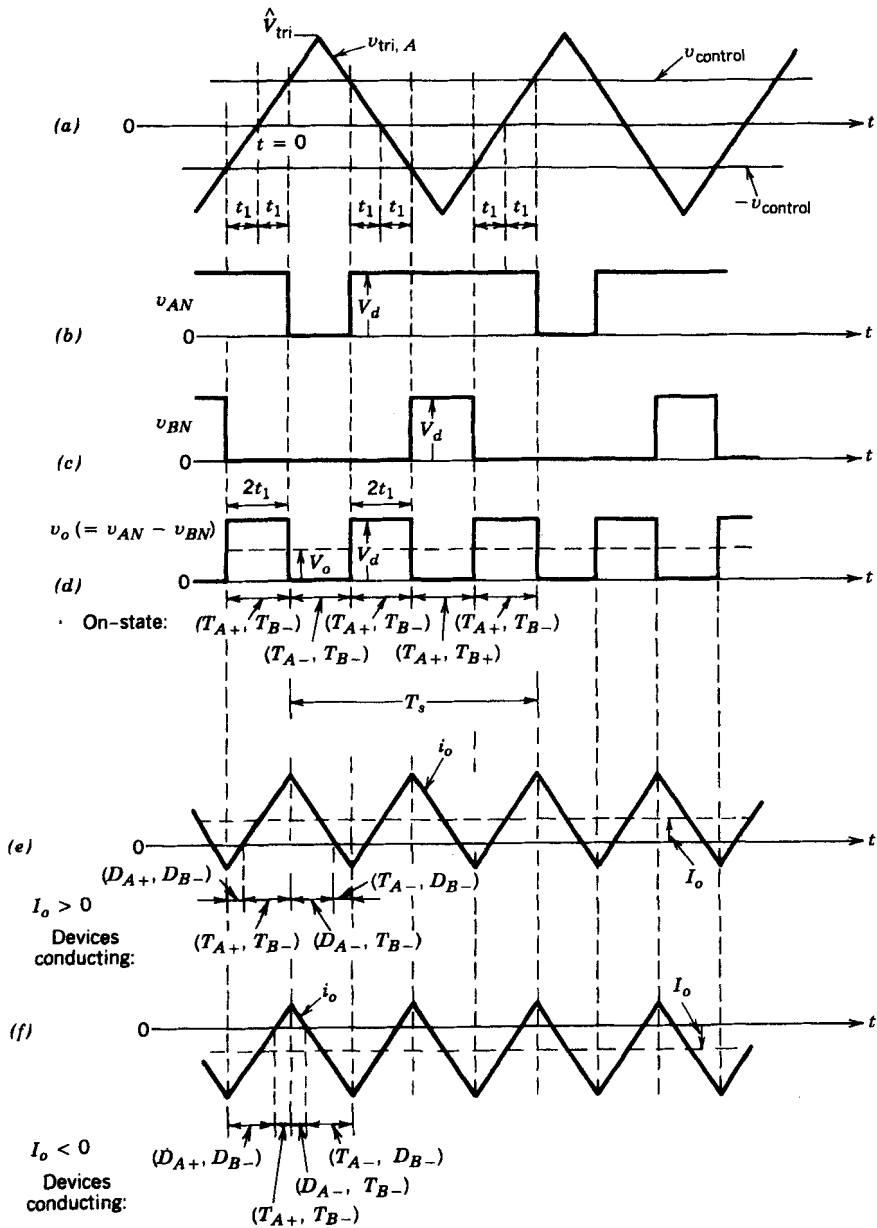 V̂tri
vtri, A
vcontrol
(a) 0 t
t = 0
t1 t1 t1 t1 t1 t1
−vcontrol
vAN
Vd
(b) 0 t
vBN
Vd
(c) 0 t
2t1 2t1
vo (= vAN − vBN)
Vo Vd
(d) 0 t
On-state: (TA+, TB−) (TA+, TB−) (TA+, TB−)
(TA−, TB−) (TA+, TB+)
Ts
io
(e) 0 t
(DA+, DB−) (TA−, DB−) Io
Io > 0
Devices
conducting:
(TA+, TB−) (DA−, TB−)
io Io
(f) 0 t
Io < 0
(DA+, DB−) (TA−, DB−)
Devices
conducting:
(DA−, TB−)
(TA+, TB−)